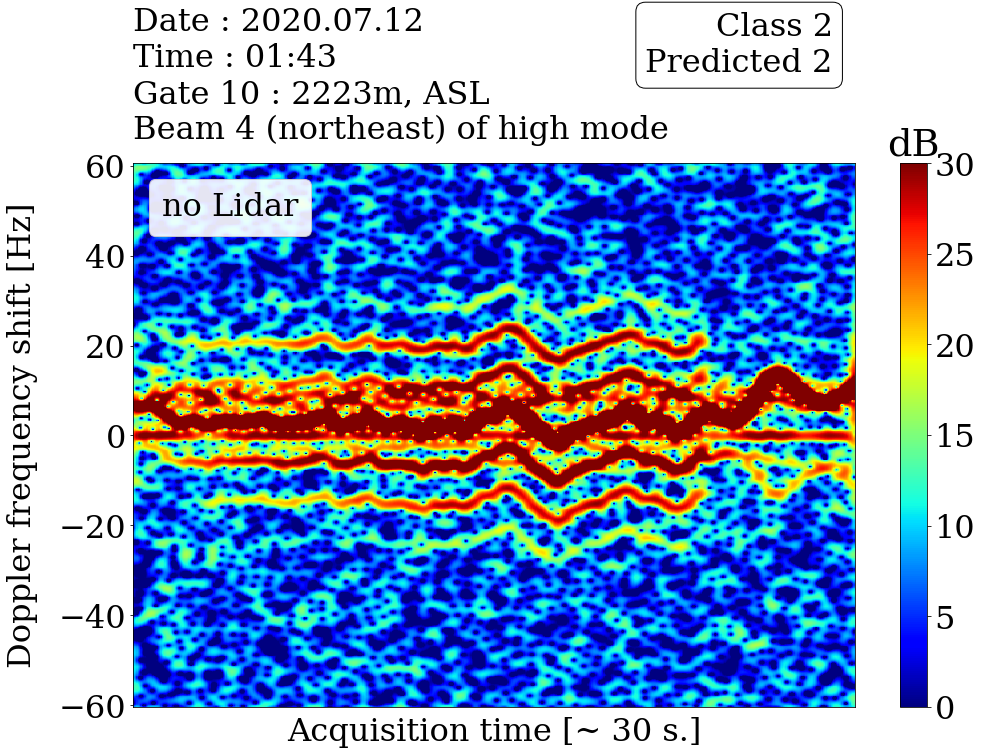 Date : 2020.07.12
Time : 01:43
Gate 10 : 2223m, ASL
Beam 4 (northeast) of high mode
Class 2
Predicted 2
dB
no Lidar
Doppler frequency shift [Hz]
60
40
20
0
−20
−40
−60
30
25
20
15
10
5
0
Acquisition time [~ 30 s.]